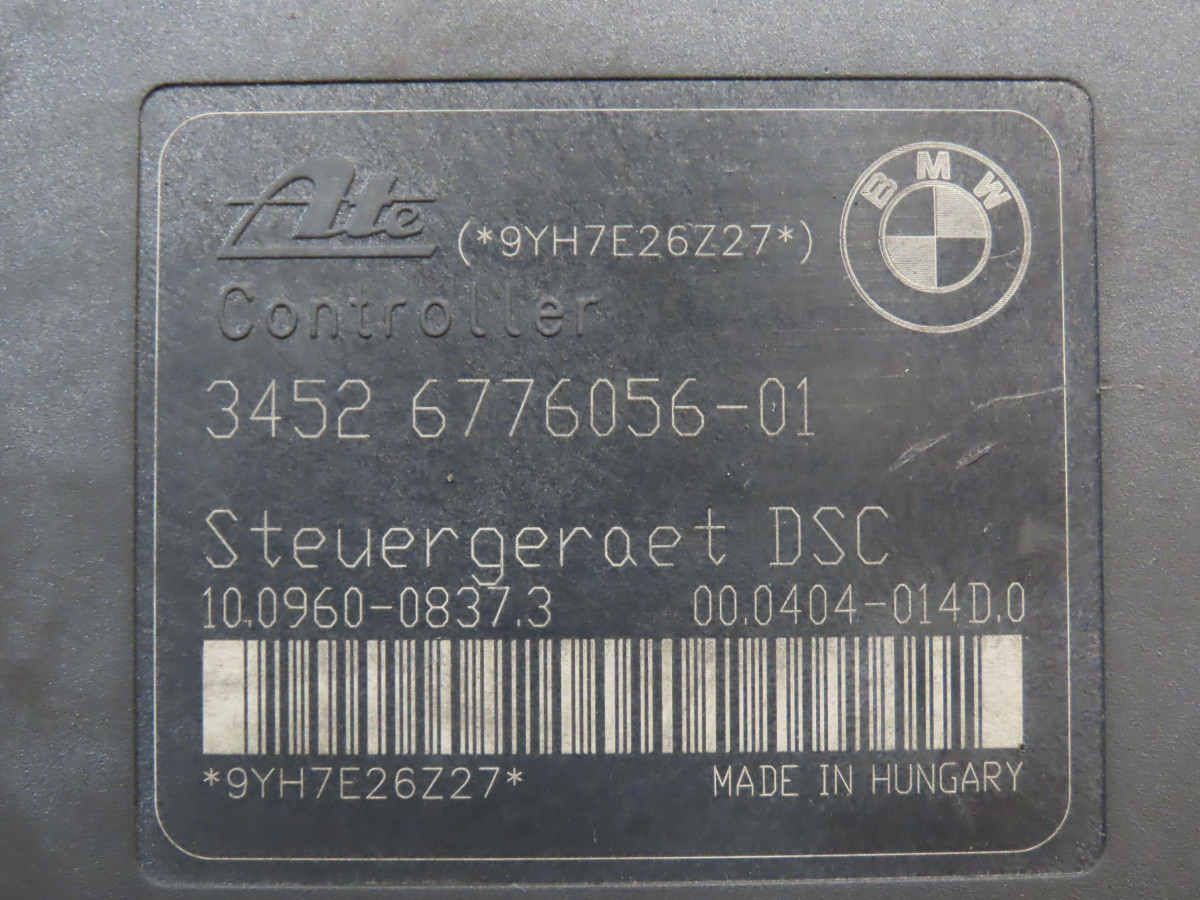 BMW
Ate (*9YH7E26Z27*)
Controller
3452 6776056-01
Steuergeraet DSC
10.0960-0837.3 00.0404-014D.0
*9YH7E26Z27* MADE IN HUNGARY